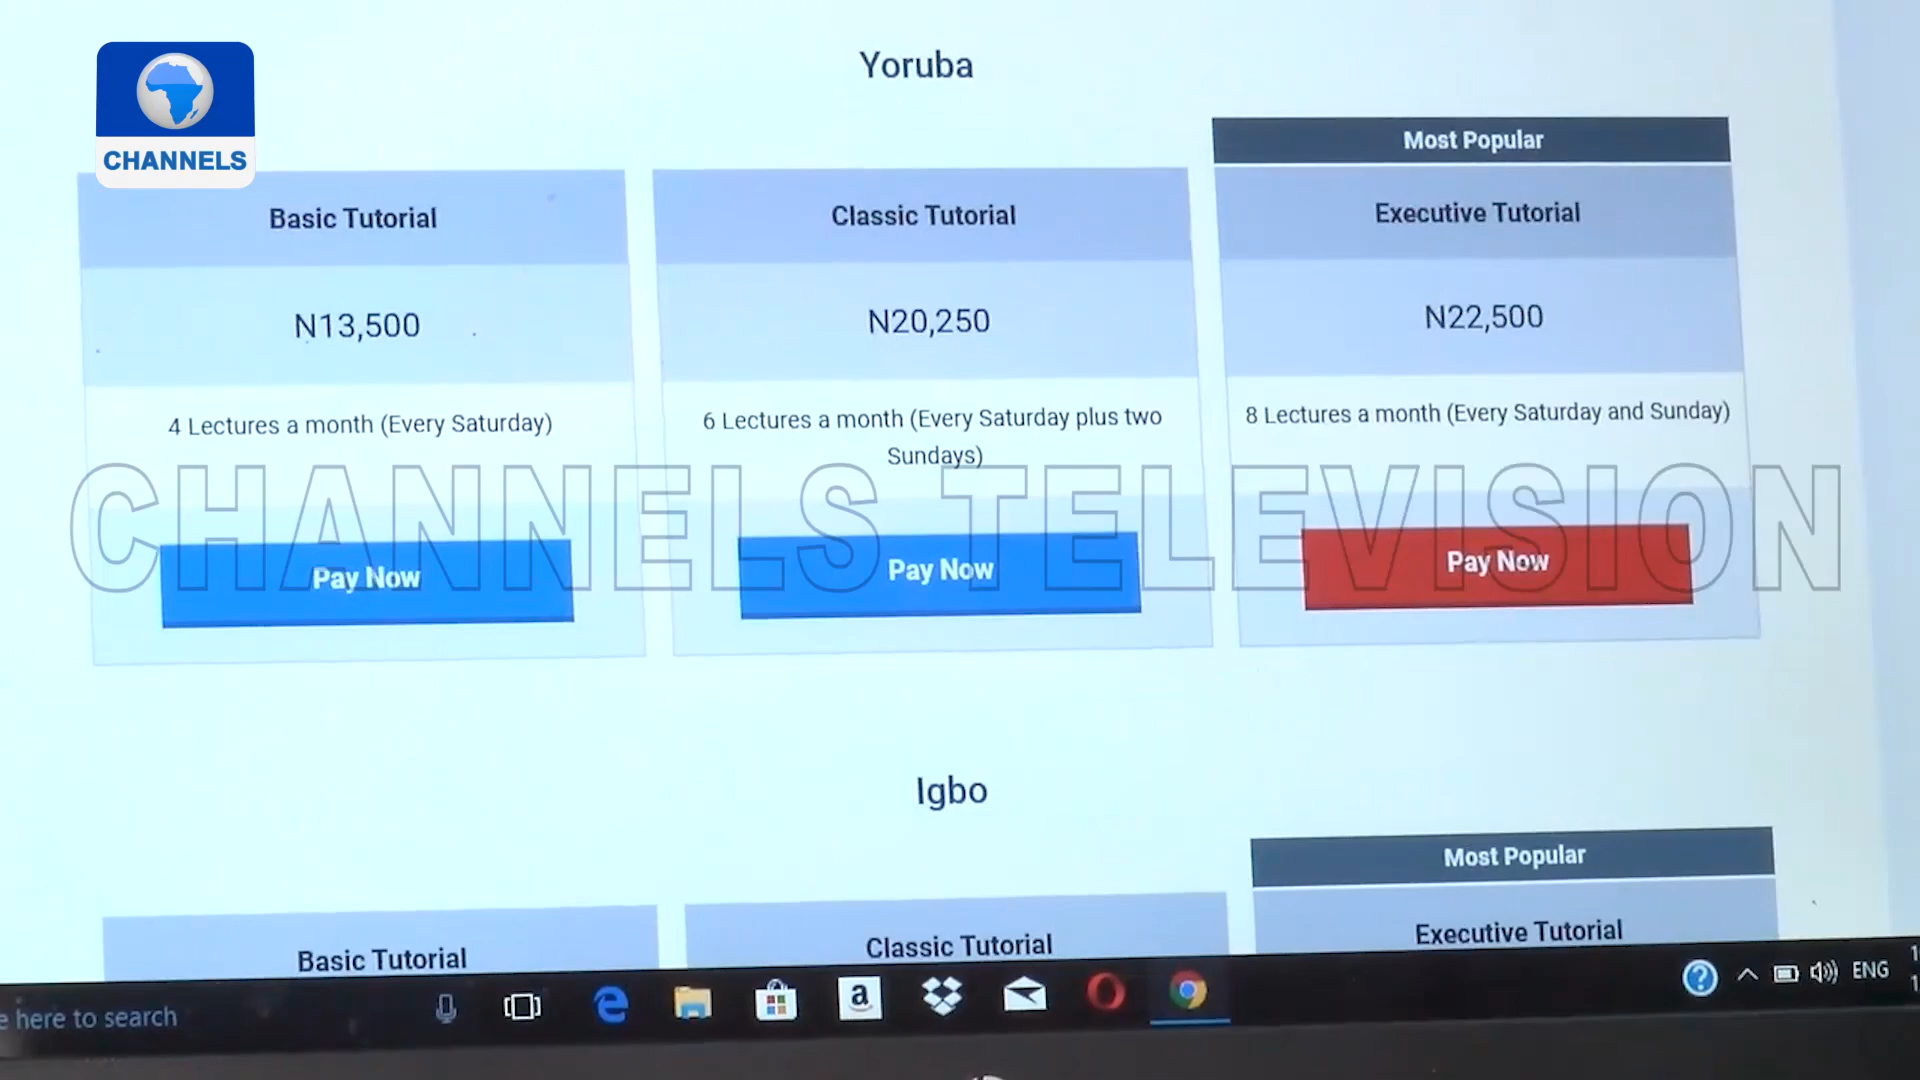 CHANNELS
Yoruba
Most Popular
Basic Tutorial
Classic Tutorial
Executive Tutorial
N13,500
N20,250
N22,500
4 Lectures a month (Every Saturday)
6 Lectures a month (Every Saturday plus two
Sundays)
8 Lectures a month (Every Saturday and Sunday)
CHANNELS TELEVISION
Pay Now
Pay Now
Pay Now
Igbo
Most Popular
Basic Tutorial
Classic Tutorial
Executive Tutorial
here to search
a
ENG